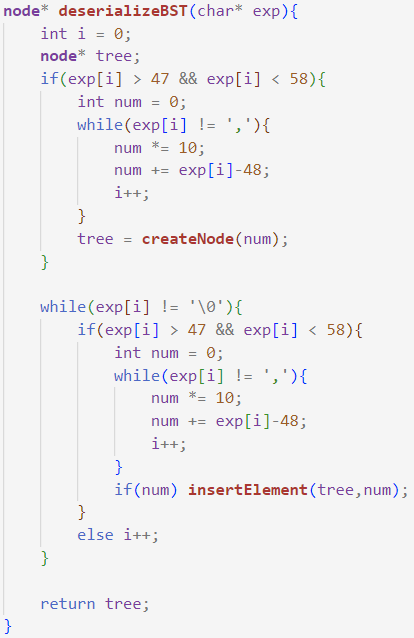 node* deserializeBST(char* exp){
    int i = 0;
    node* tree;
    if(exp[i] > 47 && exp[i] < 58){
        int num = 0;
        while(exp[i] != ','){
            num *= 10;
            num += exp[i]-48;
            i++;
        }
        tree = createNode(num);
    }

    while(exp[i] != '\0'){
        if(exp[i] > 47 && exp[i] < 58){
            int num = 0;
            while(exp[i] != ','){
                num *= 10;
                num += exp[i]-48;
                i++;
            }
            if(num) insertElement(tree,num);
        }
        else i++;
    }

    return tree;
}